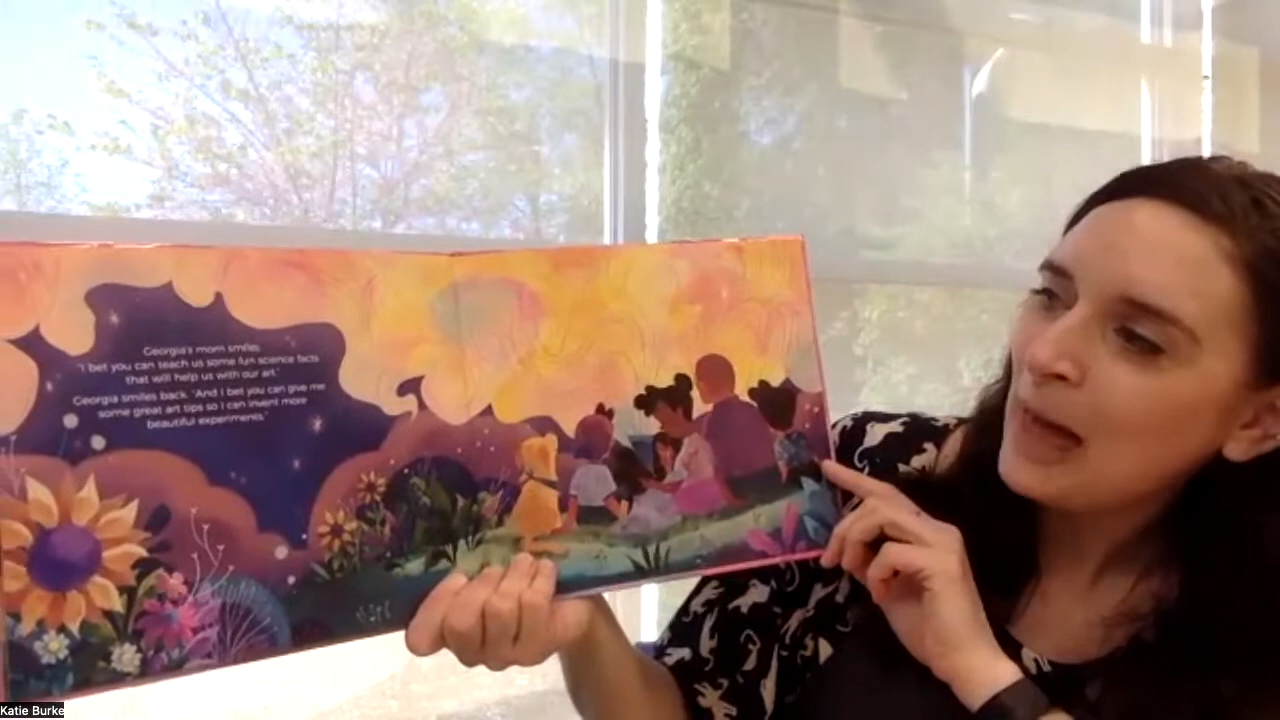 Georgia's mom smiles.
"I bet you can teach us some fun science facts
that will help us with our art."
Georgia smiles back. "And I bet you can give me
some great art tips so I can invent more
beautiful experiments."
Katie Burke